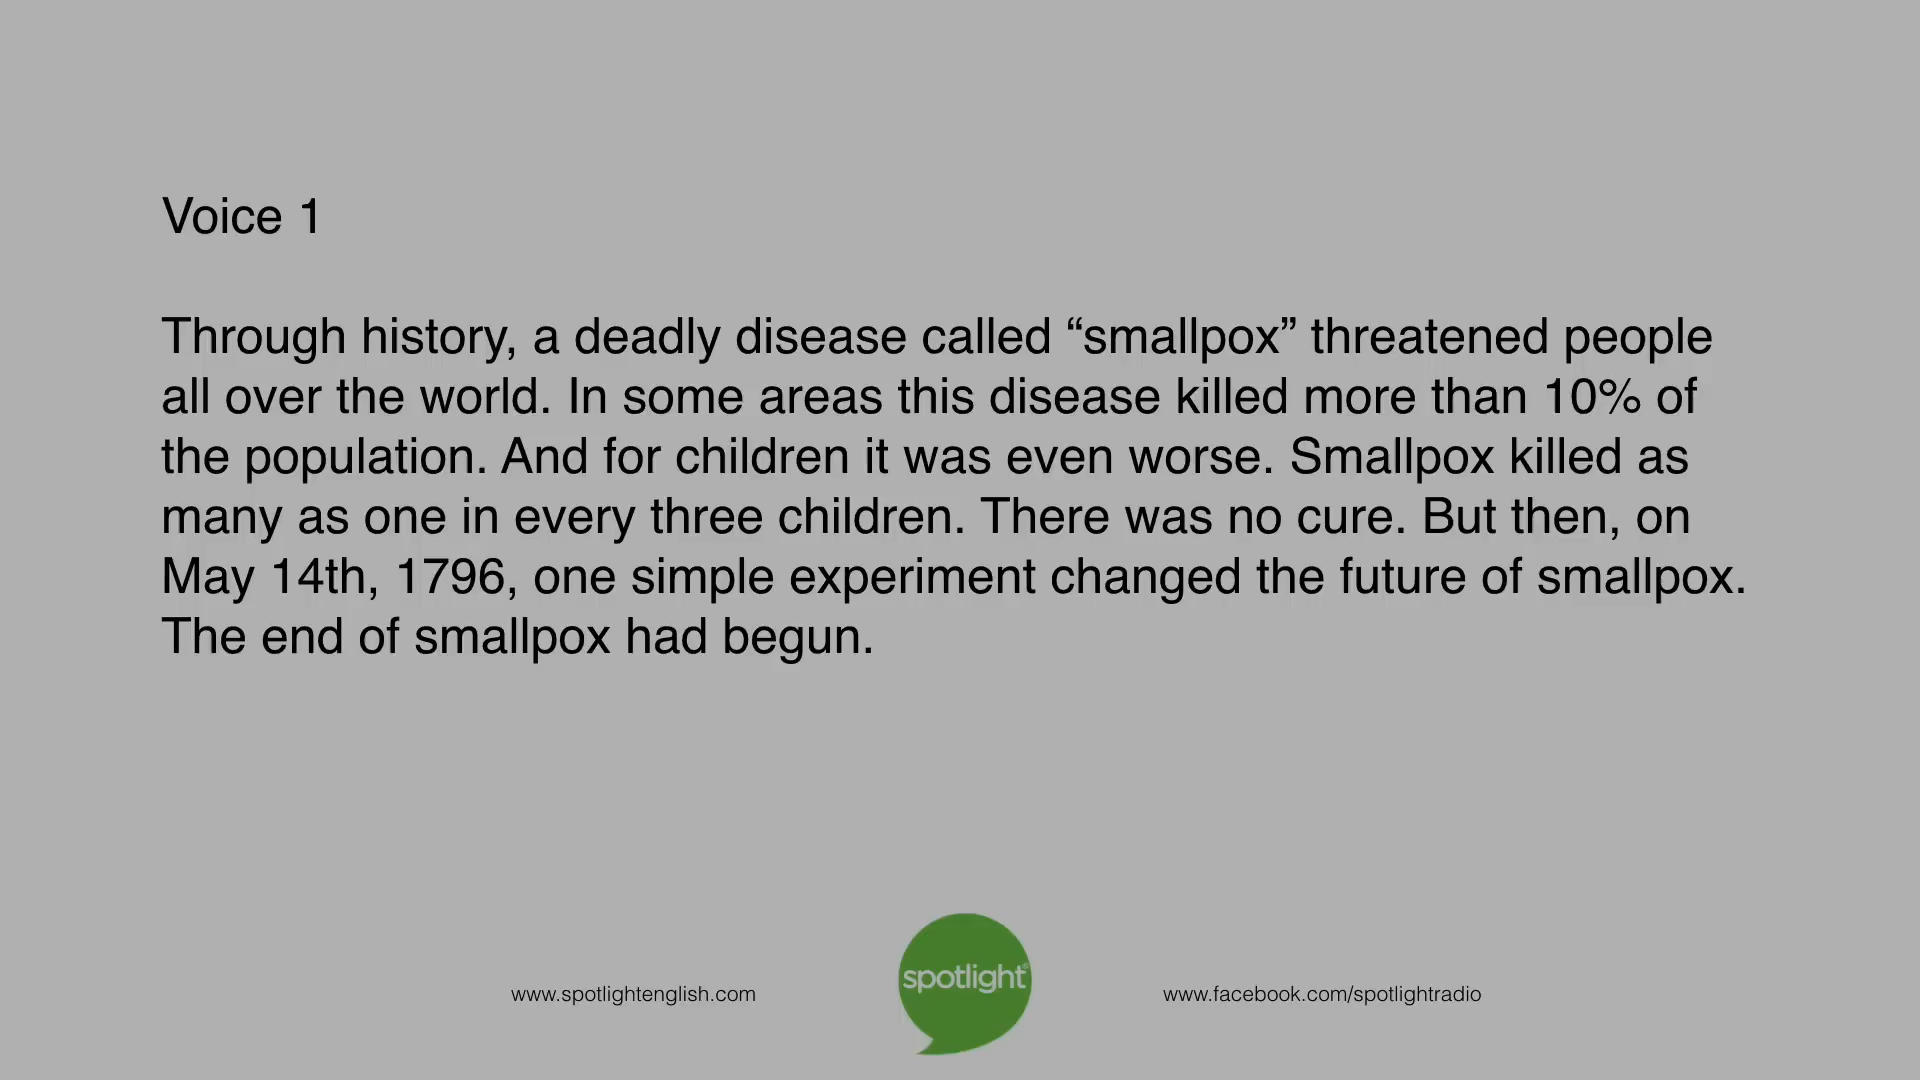 Voice 1
Through history, a deadly disease called “smallpox” threatened people
all over the world. In some areas this disease killed more than 10% of
the population. And for children it was even worse. Smallpox killed as
many as one in every three children. There was no cure. But then, on
May 14th, 1796, one simple experiment changed the future of smallpox.
The end of smallpox had begun.
www.spotlightenglish.com
spotlight®
www.facebook.com/spotlightradio